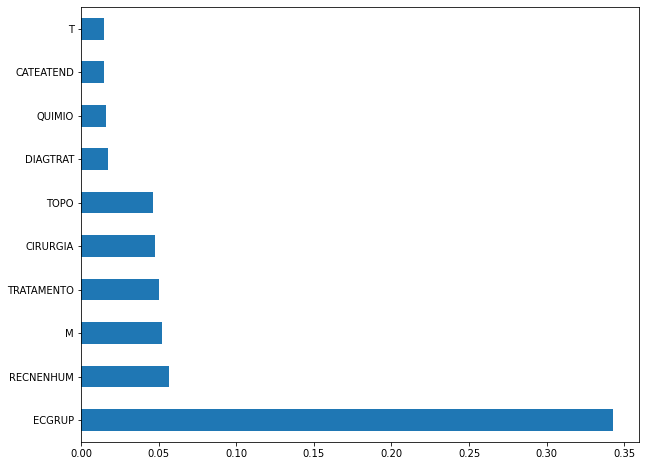 T
CATEATEND
QUIMIO
DIAGTRAT
TOPO
CIRURGIA
TRATAMENTO
M
RECNENHUM
ECGRUP
0.00 0.05 0.10 0.15 0.20 0.25 0.30 0.35